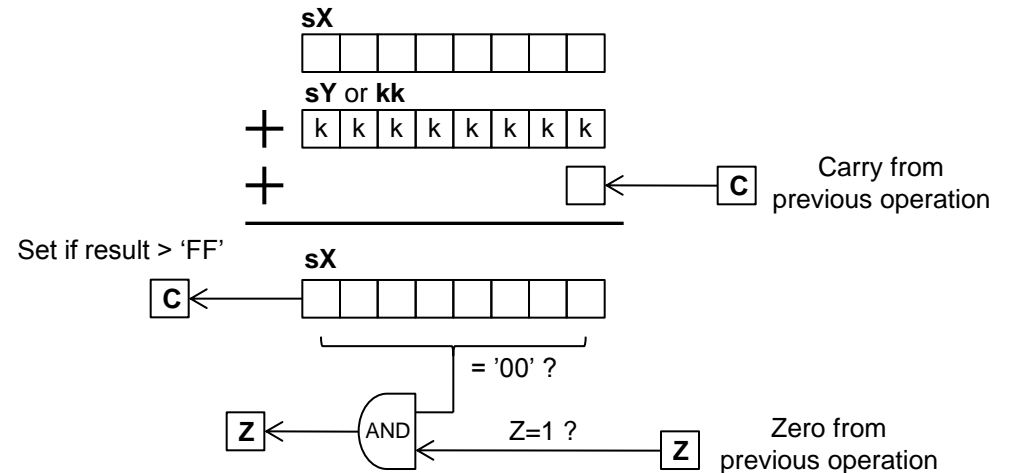 sX
sY or kk
k k k k k k k k
C
Carry from
previous operation
Set if result > ‘FF’
sX
C
= ’00’ ?
Z
AND
Z=1 ?
Z
Zero from
previous operation